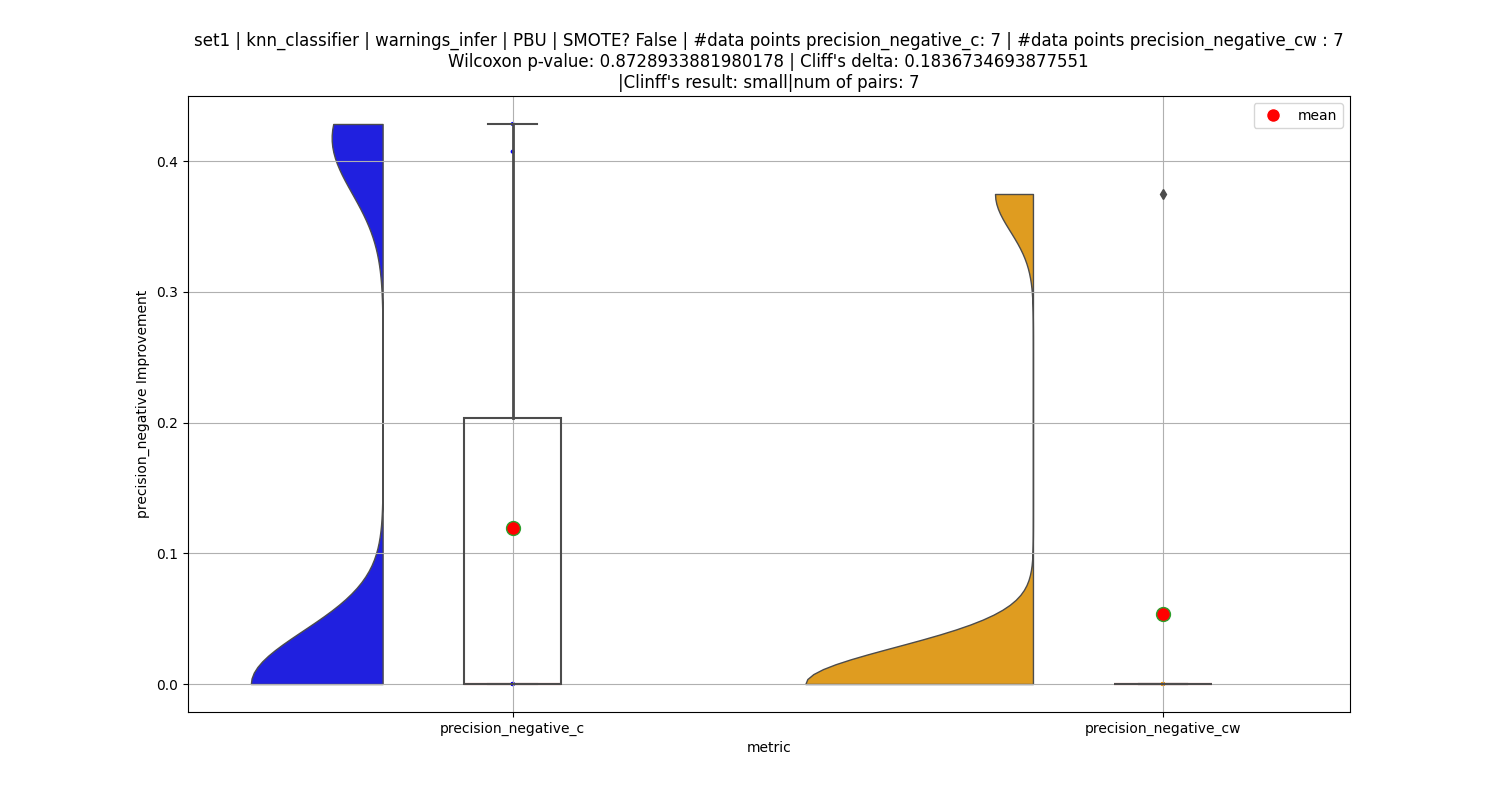 set1 | knn_classifier | warnings_infer | PBU | SMOTE? False | #data points precision_negative_c: 7 | #data points precision_negative_cw : 7
Wilcoxon p-value: 0.8728933881980178 | Cliff's delta: 0.1836734693877551
|Clinff's result: small|num of pairs: 7
mean
0.4
0.3
0.2
0.1
0.0
precision_negative Improvement
precision_negative_c
precision_negative_cw
metric